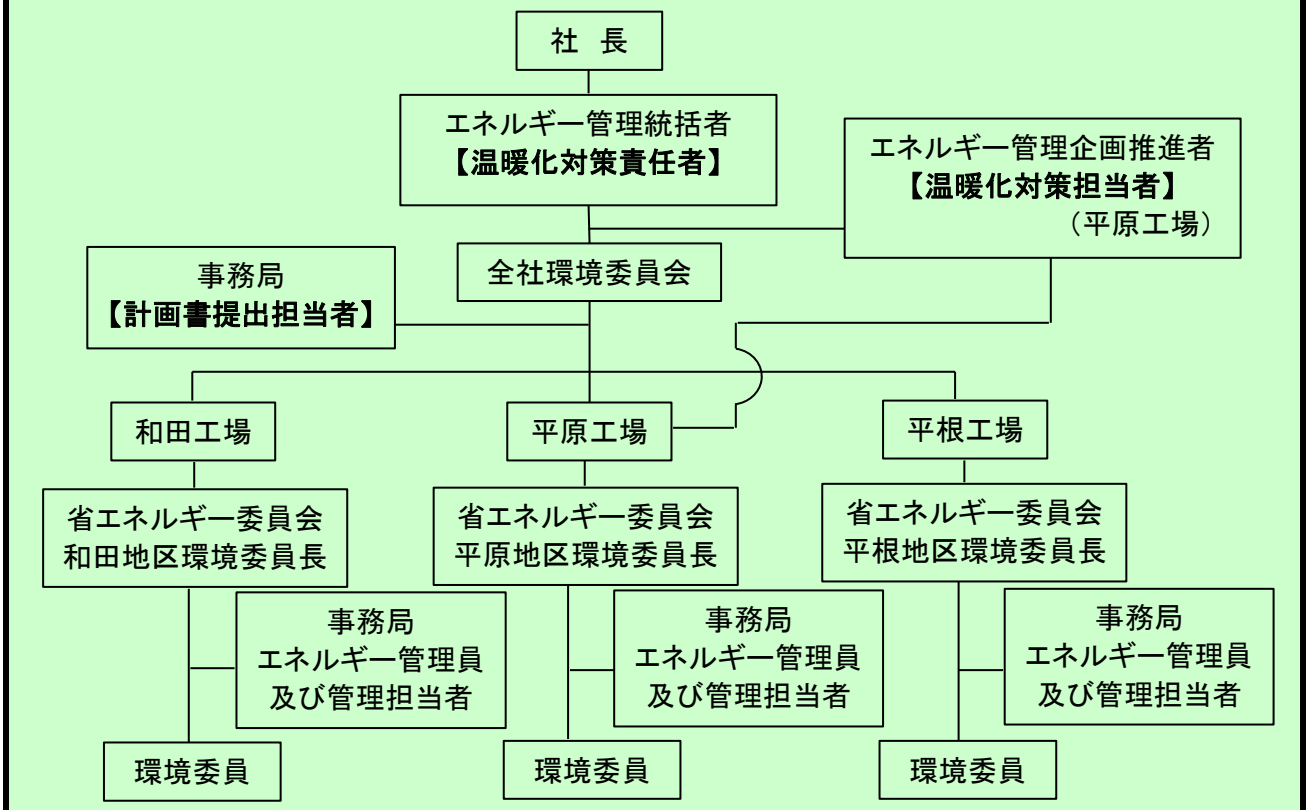 社 長
エネルギー管理統括者
【温暖化対策責任者】
エネルギー管理企画推進者
【温暖化対策担当者】
（平原工場）
事務局
【計画書提出担当者】
全社環境委員会
和田工場
平原工場
平根工場
省エネルギー委員会
和田地区環境委員長
省エネルギー委員会
平原地区環境委員長
省エネルギー委員会
平根地区環境委員長
事務局
エネルギー管理員
及び管理担当者
事務局
エネルギー管理員
及び管理担当者
事務局
エネルギー管理員
及び管理担当者
環境委員
環境委員
環境委員